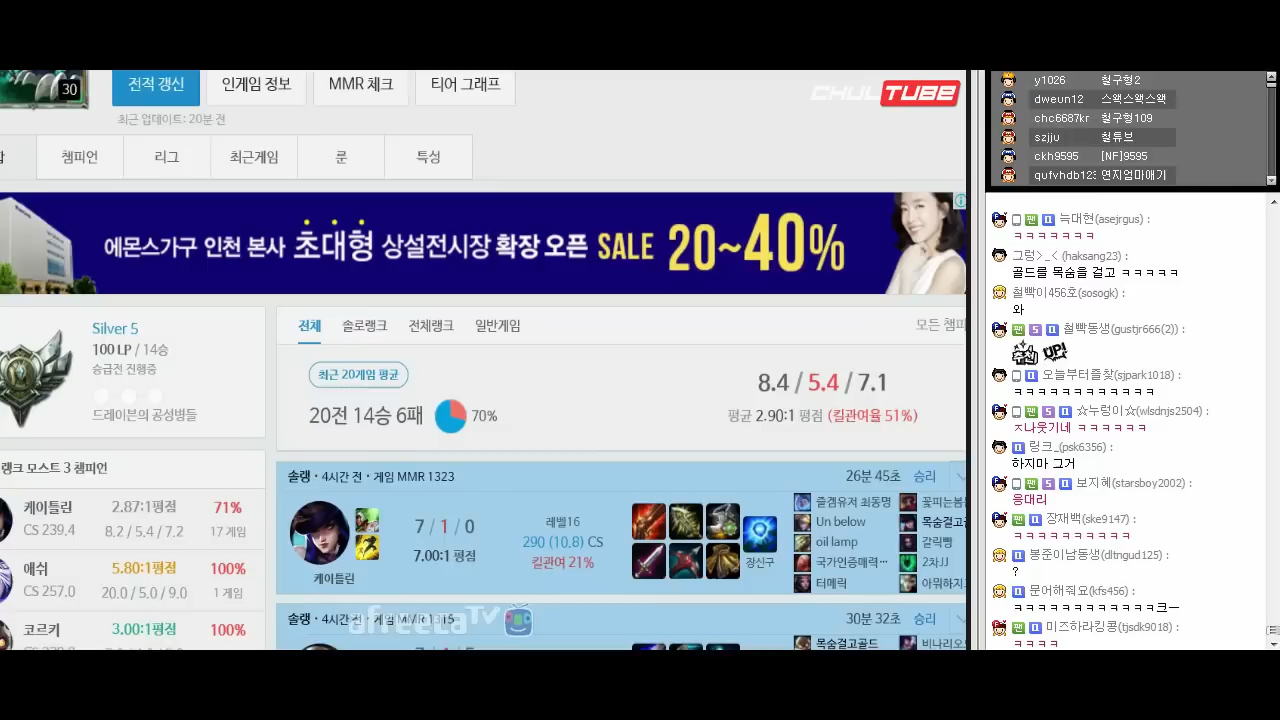 30
전적 갱신
인게임 정보
MMR 체크
티어 그래프
최근 업데이트: 20분 전
CHULTUBE
챔피언
리그
최근게임
룬
특성
에몬스가구 인천 본사 초대형 상설전시장 확장 오픈 SALE 20~40%
Silver 5
100 LP / 14승
승급전 진행중
드레이븐의 공성병들
전체
솔로랭크
전체랭크
일반게임
모든 챔피
최근 20게임 평균
20전 14승 6패
70%
8.4 / 5.4 / 7.1
평균 2.90:1 평점 (킬관여율 51%)
랭크 모스트 3 챔피언
케이틀린 2.87:1평점 71%
CS 239.4 8.2 / 5.4 / 7.2 17 게임
애쉬 5.80:1평점 100%
CS 257.0 20.0 / 5.0 / 9.0 1 게임
코르키 3.00:1평점 100%
솔랭 · 4시간 전 · 게임 MMR 1323
26분 45초 승리
케이틀린
7 / 1 / 0
7.00:1 평점
레벨16
290 (10.8) CS
킬관여 21%
장신구
즐겜유저 최동명
Un below
oil lamp
국가인증매력···
터메릭
꽃피는봄
목숨걸고골
갈릭빵
2차JJ
아뭐하지
솔랭 · 4시간 전 · 게임 MMR 1315
30분 32초 승리
목숨걸고골드
비나리오
afreecaTV
y1026 칠구형2
dweun12 스왝스왝스왝
chc6687kr 칠구형109
szjju 철튜브
ckh9595 [NF]9595
qufvhdb123 연지엄마애기
팬 늑대현(asejrgus) :
ㅋㅋㅋㅋㅋㅋㅋ
그렁>_< (haksang23) :
골드를 목숨을 걸고 ㅋㅋㅋㅋㅋ
철빡이456호(sosogk) :
와
팬 S 철빡동생(gustjr666(2)) :
추천 UP!
오늘부터즐챷(sjpark1018) :
ㅋㅋㅋㅋㅋㅋㅋㅋㅋㅋㅋ
팬 S ☆누렁이☆(wlsdnjs2504) :
ㅈ나웃기네 ㅋㅋㅋㅋㅋㅋ
링크_(psk6356) :
하지마 그거
팬 S 보지혜(starsboy2002) :
응대리
팬 장재백(ske9147) :
ㅋㅋㅋㅋㅋㅋㅋㅋㅋㅋ
봉준이남동생(dltngud125) :
?
문어해줘요(kfs456) :
ㅋㅋㅋㅋㅋㅋㅋㅋㅋㅋㅋㅋ크ㅡ
팬 미즈하라킹콩(tjsdk9018) :
ㅋㅋㅋㅋ